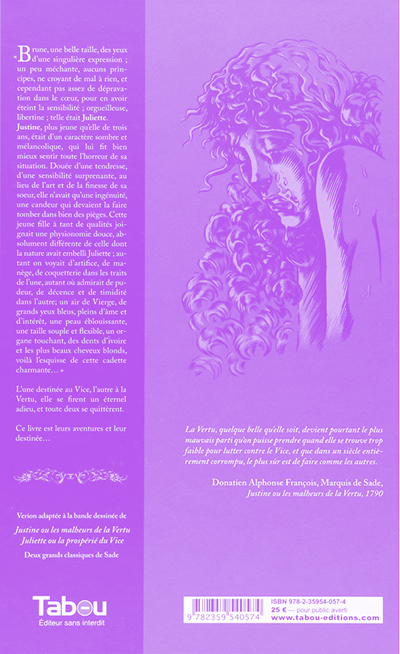 « Brune, une belle taille, des yeux
d'une singulière expression ;
un peu méchante, aucuns prin-
cipes, ne croyant de mal à rien, et
cependant pas assez de déprava-
tion dans le cœur, pour en avoir
éteint la sensibilité ; orgueilleuse,
libertine ; telle était Juliette.
Justine, plus jeune qu'elle de trois
ans, était d'un caractère sombre et
mélancolique, qui lui fit bien
mieux sentir toute l'horreur de sa
situation. Douée d'une tendresse,
d'une sensibilité surprenante, au
lieu de l'art et de la finesse de sa
soeur, elle n'avait qu'une ingénuité,
une candeur qui devaient la faire
tomber dans bien des pièges. Cette
jeune fille à tant de qualités joi-
gnait une physionomie douce, ab-
solument différente de celle dont
la nature avait embelli Juliette ; au-
tant on voyait d'artifice, de ma-
nège, de coquetterie dans les traits
de l'une, autant où admirait de pu-
deur, de décence et de timidité
dans l'autre; un air de Vierge, de
grands yeux bleus, pleins d'âme et
d'intérêt, une peau éblouissante,
une taille souple et flexible, un or-
gane touchant, des dents d'ivoire
et les plus beaux cheveux blonds,
voilà l'esquisse de cette cadette
charmante… »
L'une destinée au Vice, l'autre à la
Vertu, elle se firent un éternel
adieu, et toute deux se quittèrent.
Ce livre est leurs aventures et leur
destinée…
Verion adaptée à la bande dessinée de
Justine ou les malheurs de la Vertu
Juliette ou la prospérié du Vice
Deux grands classiques de Sade
Tabou
Éditeur sans interdit
La Vertu, quelque belle qu'elle soit, devient pourtant le plus
mauvais parti qu'on puisse prendre quand elle se trouve trop
faible pour lutter contre le Vice, et que dans un siècle entiè-
rement corrompu, le plus sûr est de faire comme les autres.
Donatien Alphonse François, Marquis de Sade,
Justine ou les malheurs de la Vertu, 1790
ISBN 978-2-35954-057-4
25 € — pour public averti
www.tabou-editions.com
9 782359 540574